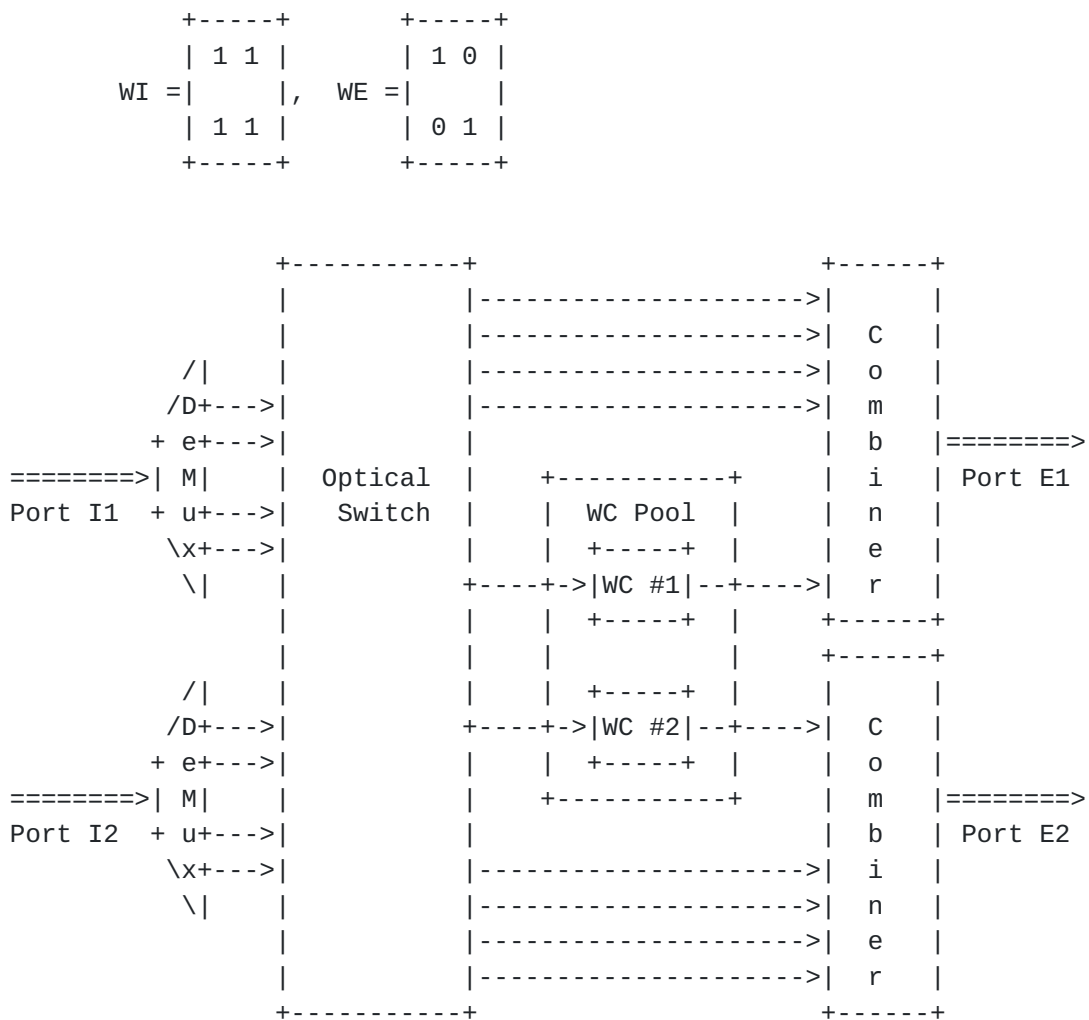 +-----+       +-----+
         | 1 1 |       | 1 0 |
     WI =|     |,  WE =|     |
         | 1 1 |       | 0 1 |
         +-----+       +-----+

               +-----------+                      +------+
               |           |--------------------->|      |
               |           |--------------------->|  C   |
         /|    |           |--------------------->|  o   |
        /D+--->|           |--------------------->|  m   |
       + e+--->|           |                      |  b   |========>
========>| M|    |  Optical  |    +-----------+     |  i   | Port E1
Port I1  + u+--->|   Switch  |    |  WC Pool  |     |  n   |
        \x+--->|           |    |  +-----+  |     |  e   |
         \|    |           +----+->|WC #1|--+---->|  r   |
               |           |    |  +-----+  |     +------+
               |           |    |           |     +------+
         /|    |           |    |  +-----+  |     |      |
        /D+--->|           +----+->|WC #2|--+---->|  C   |
       + e+--->|           |    |  +-----+  |     |  o   |
========>| M|    |           |    +-----------+     |  m   |========>
Port I2  + u+--->|           |                      |  b   | Port E2
        \x+--->|           |--------------------->|  i   |
         \|    |           |--------------------->|  n   |
               |           |--------------------->|  e   |
               |           |--------------------->|  r   |
               +-----------+                      +------+